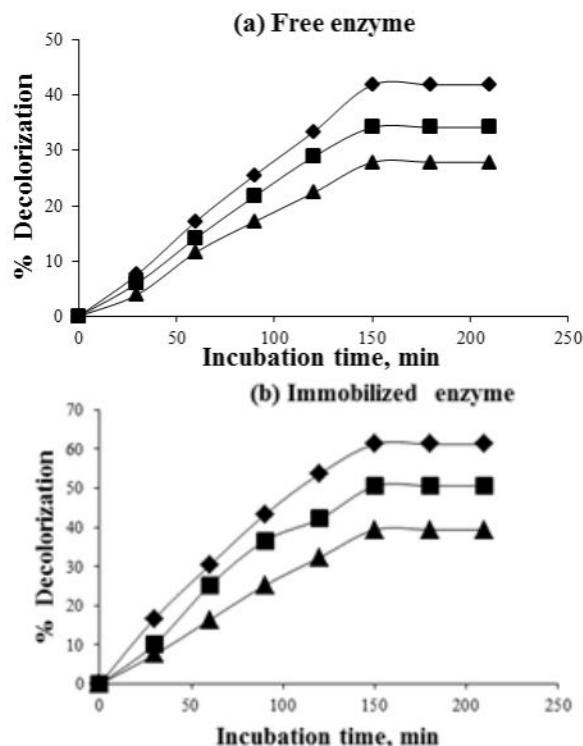 (a) Free enzyme
50
40
30
20
10
0
% Decolorization
0 50 100 150 200 250
Incubation time, min
(b) Immobilized enzyme
70
60
50
40
30
20
10
0
% Decolorization
0 50 100 150 200 250
Incubation time, min